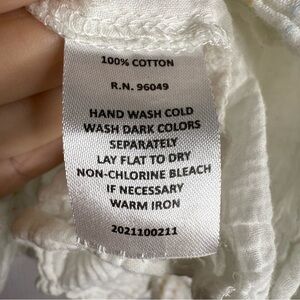 100% COTTON
R.N. 96049
HAND WASH COLD
WASH DARK COLORS
SEPARATELY
LAY FLAT TO DRY
NON-CHLORINE BLEACH
IF NECESSARY
WARM IRON
2021100211